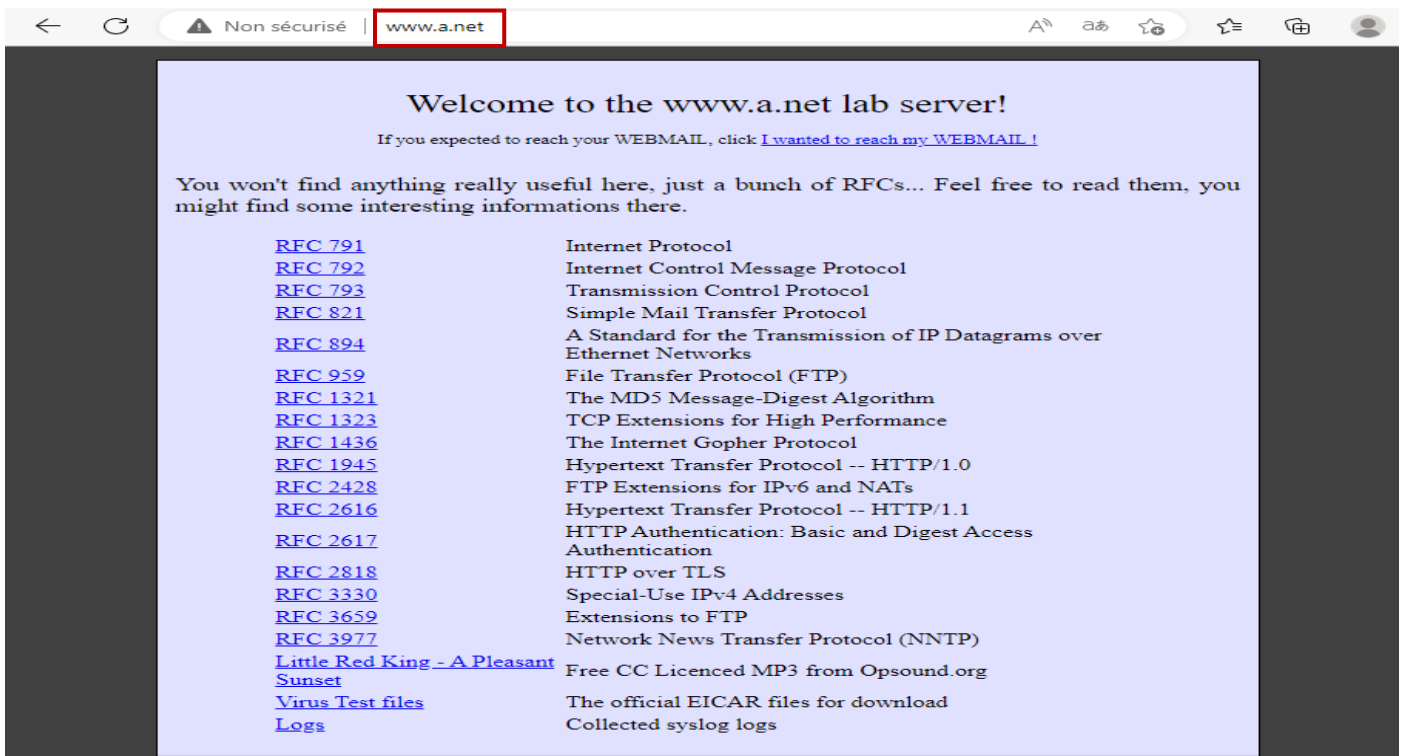 Non sécurisé | www.a.net
Welcome to the www.a.net lab server!
If you expected to reach your WEBMAIL, click I wanted to reach my WEBMAIL !
You won't find anything really useful here, just a bunch of RFCs... Feel free to read them, you
might find some interesting informations there.
RFC 791 Internet Protocol
RFC 792 Internet Control Message Protocol
RFC 793 Transmission Control Protocol
RFC 821 Simple Mail Transfer Protocol
RFC 894 A Standard for the Transmission of IP Datagrams over
Ethernet Networks
RFC 959 File Transfer Protocol (FTP)
RFC 1321 The MD5 Message-Digest Algorithm
RFC 1323 TCP Extensions for High Performance
RFC 1436 The Internet Gopher Protocol
RFC 1945 Hypertext Transfer Protocol -- HTTP/1.0
RFC 2428 FTP Extensions for IPv6 and NATs
RFC 2616 Hypertext Transfer Protocol -- HTTP/1.1
RFC 2617 HTTP Authentication: Basic and Digest Access
Authentication
RFC 2818 HTTP over TLS
RFC 3330 Special-Use IPv4 Addresses
RFC 3659 Extensions to FTP
RFC 3977 Network News Transfer Protocol (NNTP)
Little Red King - A Pleasant
Sunset Free CC Licenced MP3 from Opsound.org
Virus Test files The official EICAR files for download
Logs Collected syslog logs